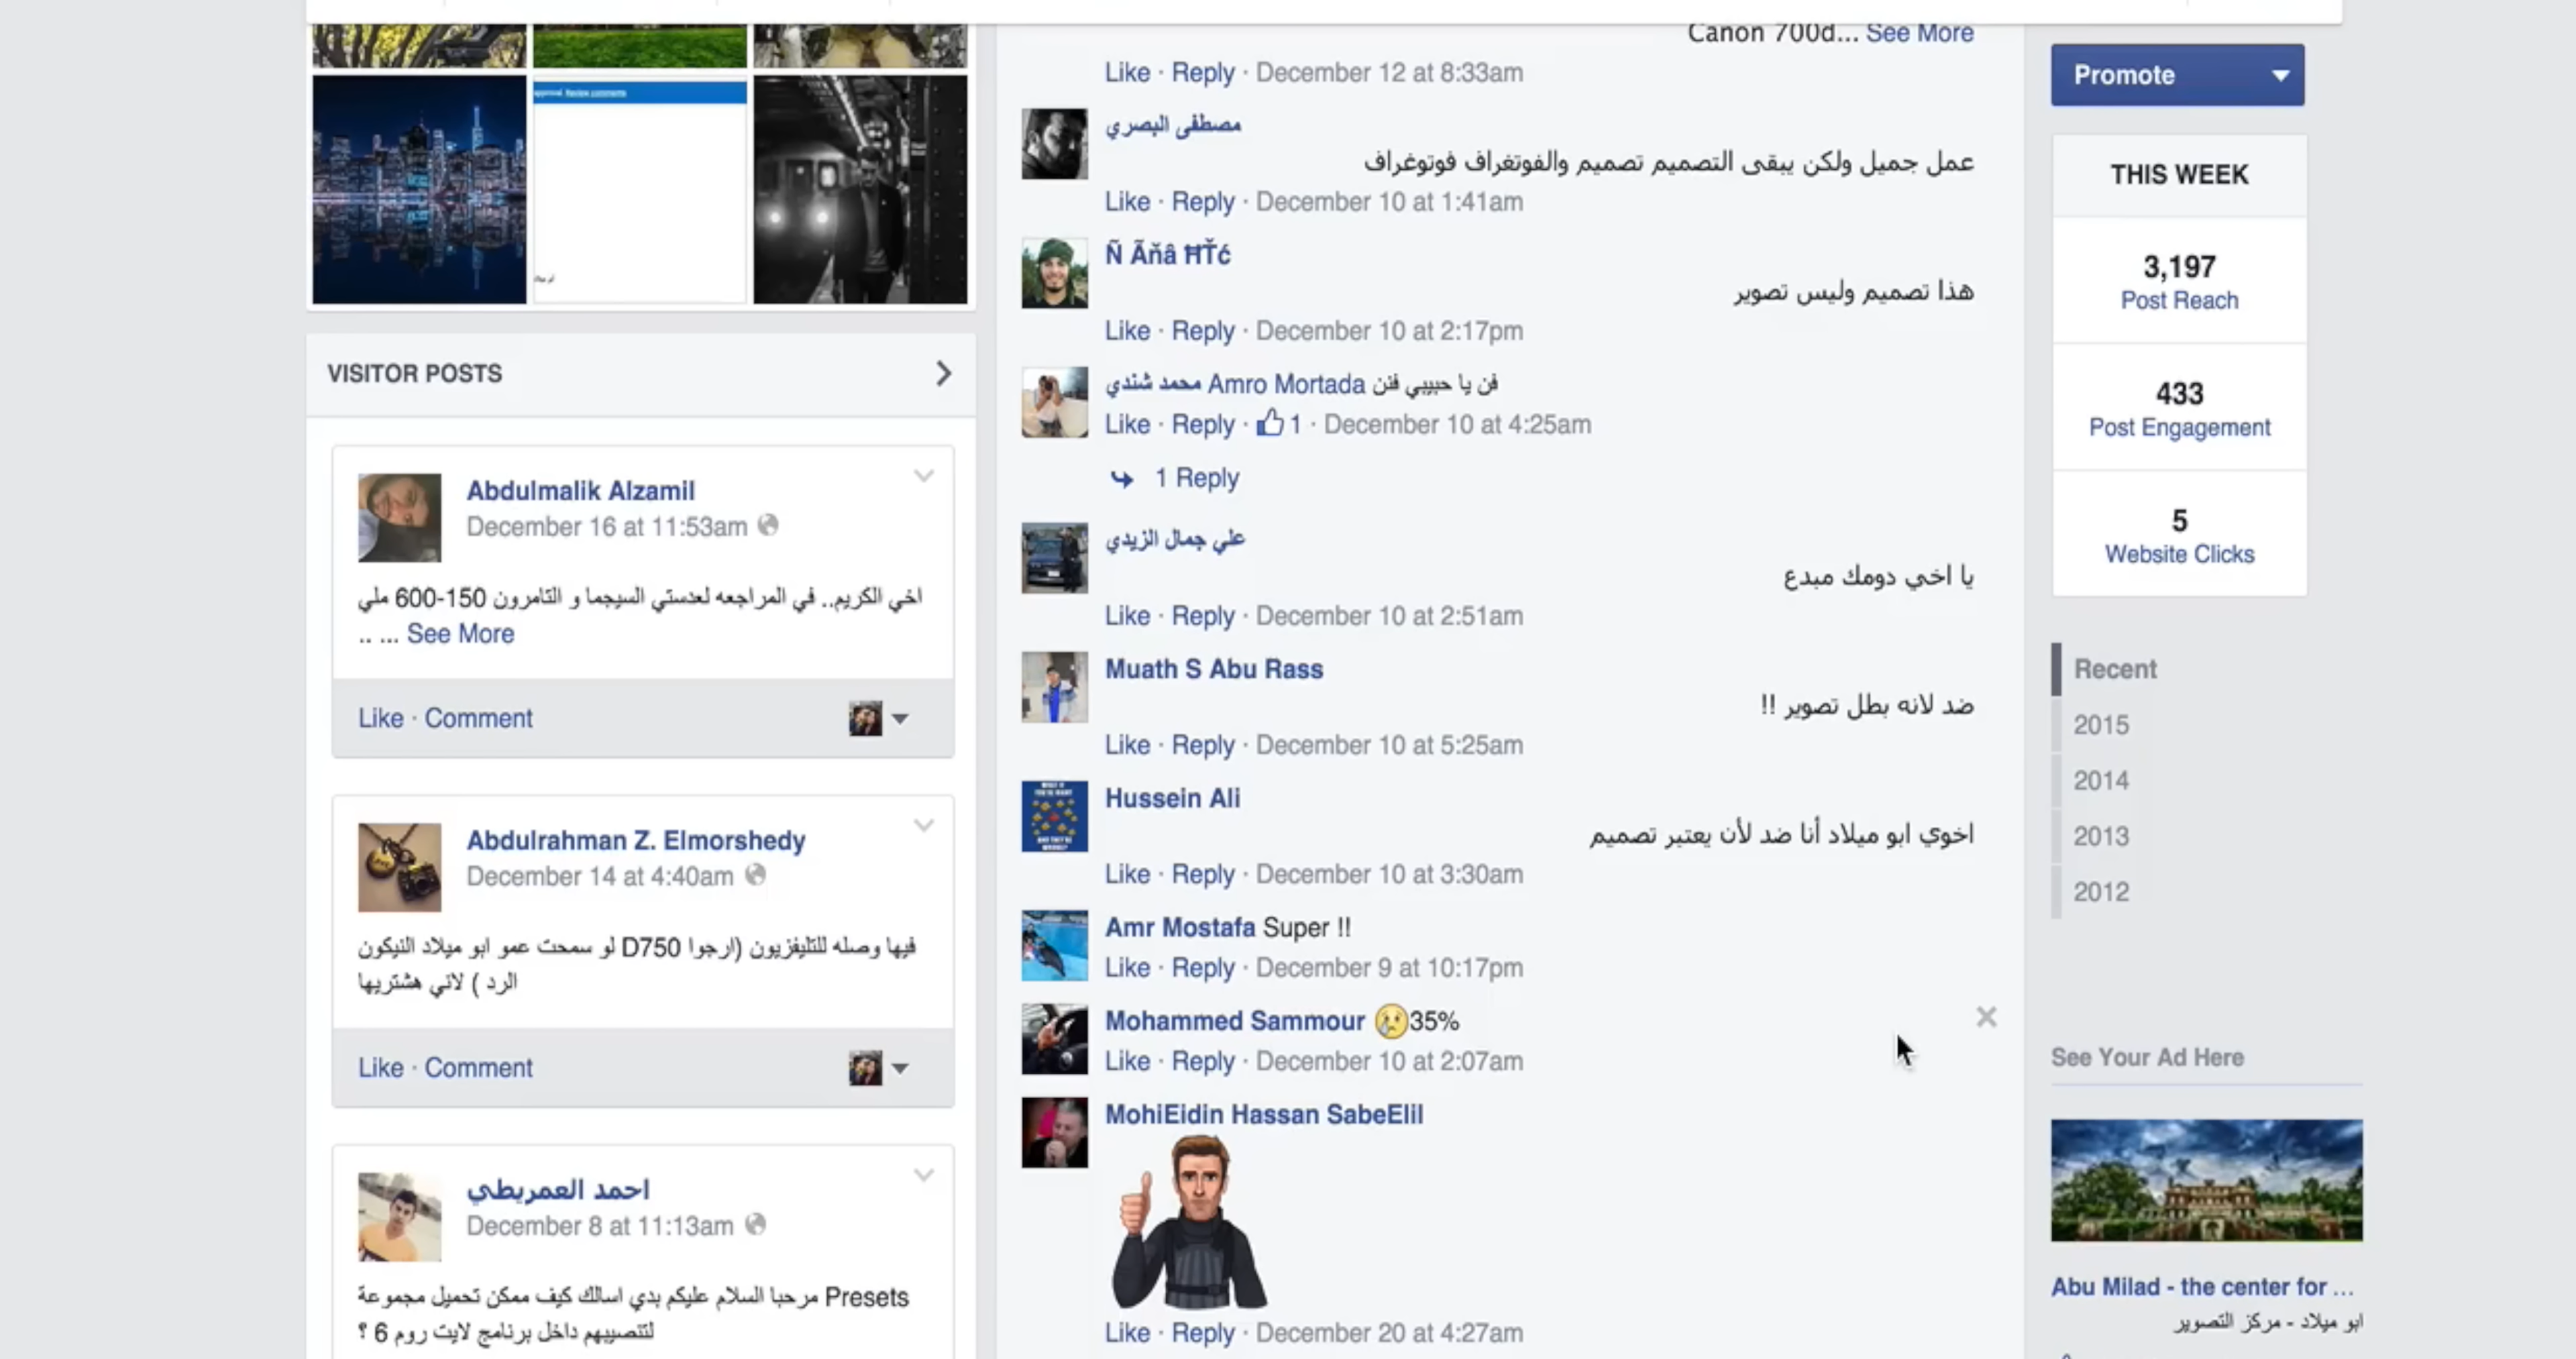 approval. Review comments
VISITOR POSTS
Abdulmalik Alzamil
December 16 at 11:53am
اخي الكريم.. في المراجعه لعدستي السيجما و التامرون 150-600 ملي
.. ... See More
Like · Comment
Abdulrahman Z. Elmorshedy
December 14 at 4:40am
فيها وصله للتليفزيون (ارجوا D750 لو سمحت عمو ابو ميلاد النيكون
الرد ) لاني هشتريها
Like · Comment
احمد العمريطي
December 8 at 11:13am
مرحبا السلام عليكم بدي اسالك كيف ممكن تحميل مجموعة Presets
لتنصيبهم داخل برنامج لايت روم 6 ؟
Canon 700d... See More
Like · Reply · December 12 at 8:33am
مصطفى البصري
عمل جميل ولكن يبقى التصميم تصميم والفوتغراف فوتوغراف
Like · Reply · December 10 at 1:41am
Ñ Ãñâ ĦŤć
هذا تصميم وليس تصوير
Like · Reply · December 10 at 2:17pm
محمد شندي Amro Mortada فن يا حبيبي فنن
Like · Reply · 1 · December 10 at 4:25am
1 Reply
علي جمال الزيدي
يا اخي دومك مبدع
Like · Reply · December 10 at 2:51am
Muath S Abu Rass
ضد لانه بطل تصوير !!
Like · Reply · December 10 at 5:25am
Hussein Ali
اخوي ابو ميلاد أنا ضد لأن يعتبر تصميم
Like · Reply · December 10 at 3:30am
Amr Mostafa Super !!
Like · Reply · December 9 at 10:17pm
Mohammed Sammour 35%
Like · Reply · December 10 at 2:07am
MohiEidin Hassan SabeElil
Like · Reply · December 20 at 4:27am
Promote
THIS WEEK
3,197
Post Reach
433
Post Engagement
5
Website Clicks
Recent
2015
2014
2013
2012
See Your Ad Here
Abu Milad - the center for ...
ابو ميلاد - مركز التصوير